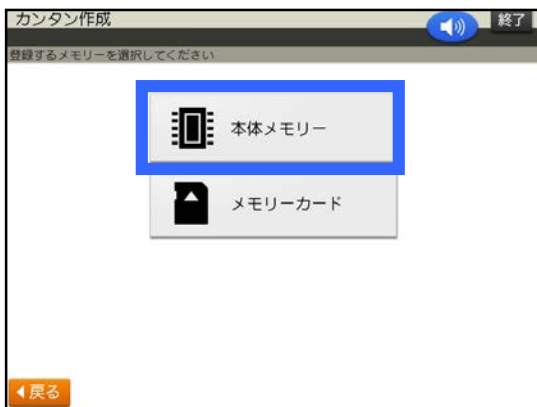 カンタン作成
終了
登録するメモリーを選択してください
本体メモリー
メモリーカード
戻る